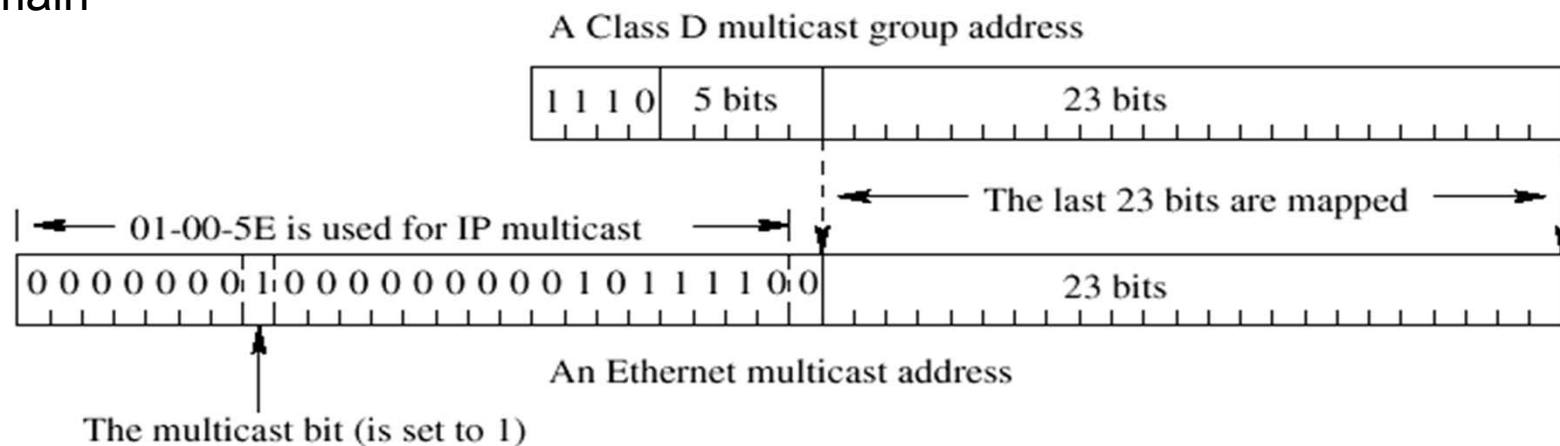 main
A Class D multicast group address
1 1 1 0 5 bits 23 bits
The last 23 bits are mapped
01-00-5E is used for IP multicast
0 0 0 0 0 0 0 1 0 0 0 0 0 0 0 0 0 1 0 1 1 1 1 0 0 23 bits
An Ethernet multicast address
The multicast bit (is set to 1)